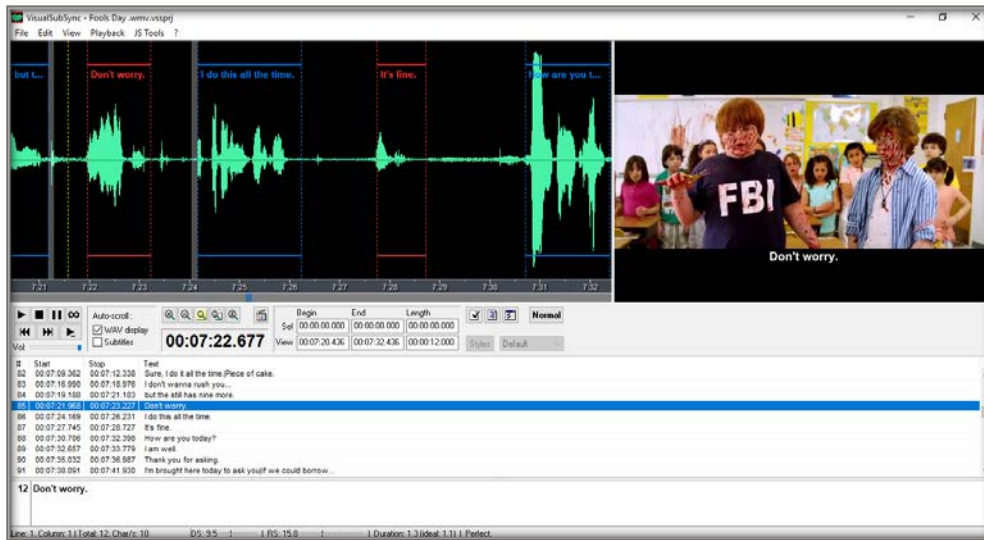 VisualSubSync - Fools Day .wmv.vssprj
File Edit View Playback JS Tools ?
but t... Don't worry. I do this all the time. It's fine. How are you t...
FBI
Don't worry.
7:21 7:22 7:23 7:24 7:25 7:26 7:27 7:28 7:29 7:30 7:31 7:32
Auto-scroll :
WAV display
Subtitles
Vol:
00:07:22.677
Begin End Length
Sel 00:00:00.000 00:00:00.000 00:00:00.000
View 00:07:20.436 00:07:32.436 00:00:12.000
Normal
Styles Default
# Start Stop Text
82 00:07:09.362 00:07:12.338 Sure, I do it all the time.|Piece of cake.
83 00:07:16.990 00:07:18.976 I don't wanna rush you...
84 00:07:19.188 00:07:21.183 but the still has nine more.
85 00:07:21.968 00:07:23.227 Don't worry.
86 00:07:24.169 00:07:26.231 I do this all the time.
87 00:07:27.745 00:07:28.727 It's fine.
88 00:07:30.706 00:07:32.398 How are you today?
89 00:07:32.657 00:07:33.779 I am well.
90 00:07:35.032 00:07:36.987 Thank you for asking.
91 00:07:38.091 00:07:41.930 I'm brought here today to ask you|if we could borrow...
12 Don't worry.
Line: 1, Column: 1 | Total: 12, Char/s: 10 DS: 9.5 | RS: 15.8 | Duration: 1.3 (ideal: 1.1) | Perfect.